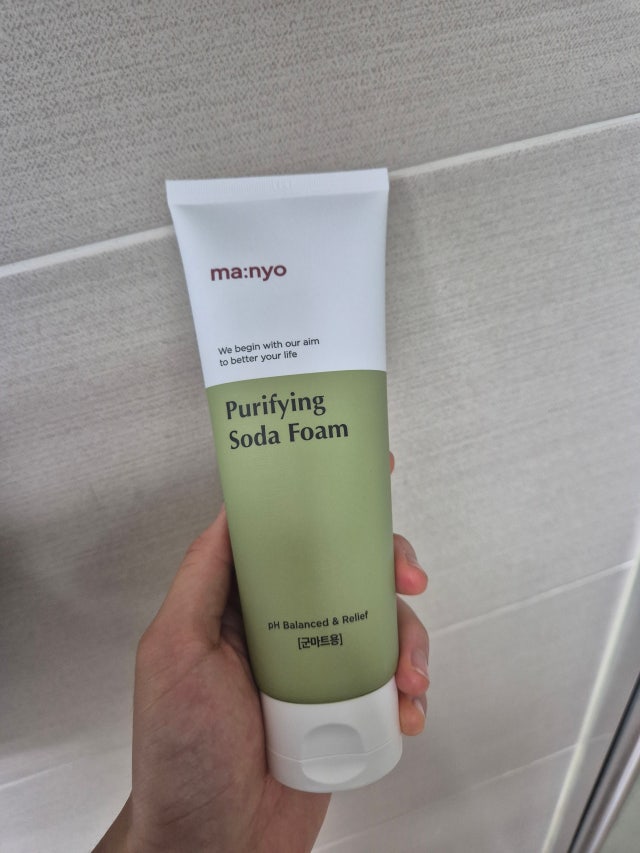 ma:nyo
We begin with our aim
to better your life
Purifying
Soda Foam
pH Balanced & Relief
[군마트용]